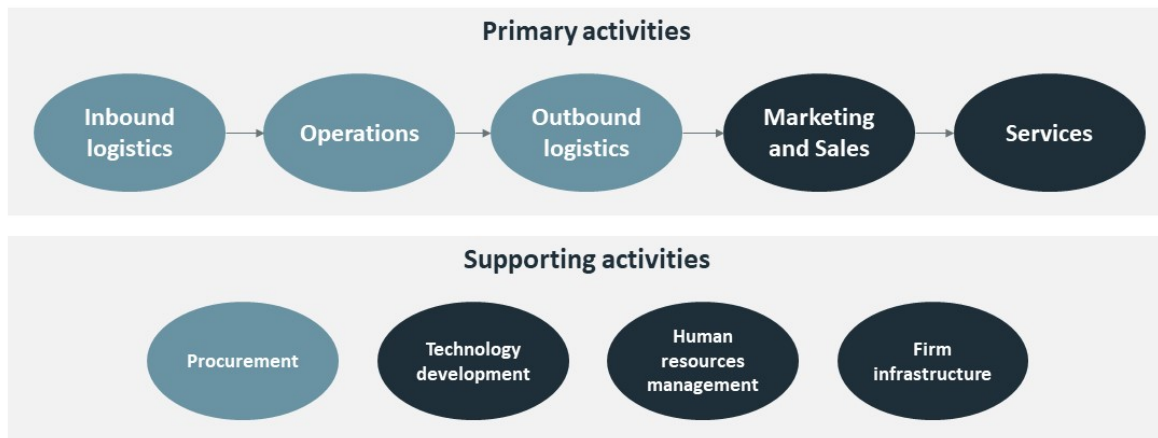 Primary activities
Inbound
logistics
Operations
Outbound
logistics
Marketing
and Sales
Services
Supporting activities
Procurement
Technology
development
Human
resources
management
Firm
infrastructure